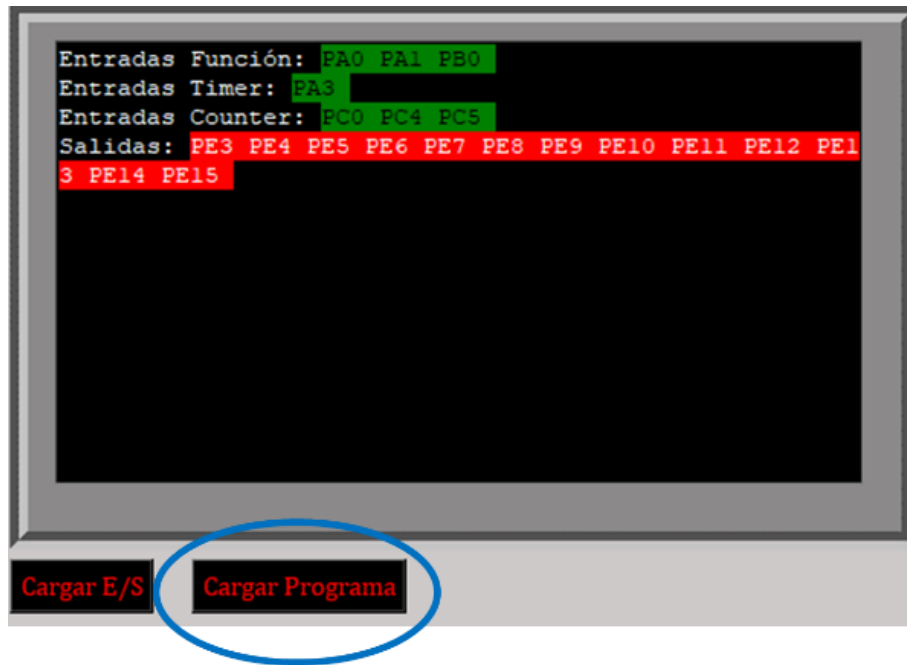 Entradas Función: PA0 PA1 PB0
Entradas Timer: PA3
Entradas Counter: PC0 PC4 PC5
Salidas: PE3 PE4 PE5 PE6 PE7 PE8 PE9 PE10 PE11 PE12 PE1
3 PE14 PE15
Cargar E/S Cargar Programa